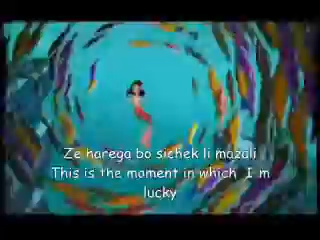 Ze harega bo sichek li mazali
This is the moment in which I m
lucky